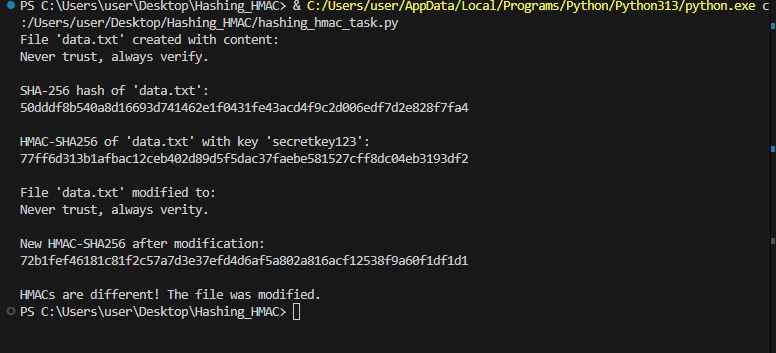 PS C:\Users\user\Desktop\Hashing_HMAC> & C:/Users/user/AppData/Local/Programs/Python/Python313/python.exe c
:/Users/user/Desktop/Hashing_HMAC/hashing_hmac_task.py
File 'data.txt' created with content:
Never trust, always verify.
SHA-256 hash of 'data.txt':
50dddf8b540a8d16693d741462e1f0431fe43acd4f9c2d006edf7d2e828f7fa4
HMAC-SHA256 of 'data.txt' with key 'secretkey123':
77ff6d313b1afbac12ceb402d89d5f5dac37faebe581527cff8dc04eb3193df2
File 'data.txt' modified to:
Never trust, always verity.
New HMAC-SHA256 after modification:
72b1fef46181c81f2c57a7d3e37efd4d6af5a802a816acf12538f9a60f1df1d1
HMACs are different! The file was modified.
PS C:\Users\user\Desktop\Hashing_HMAC>